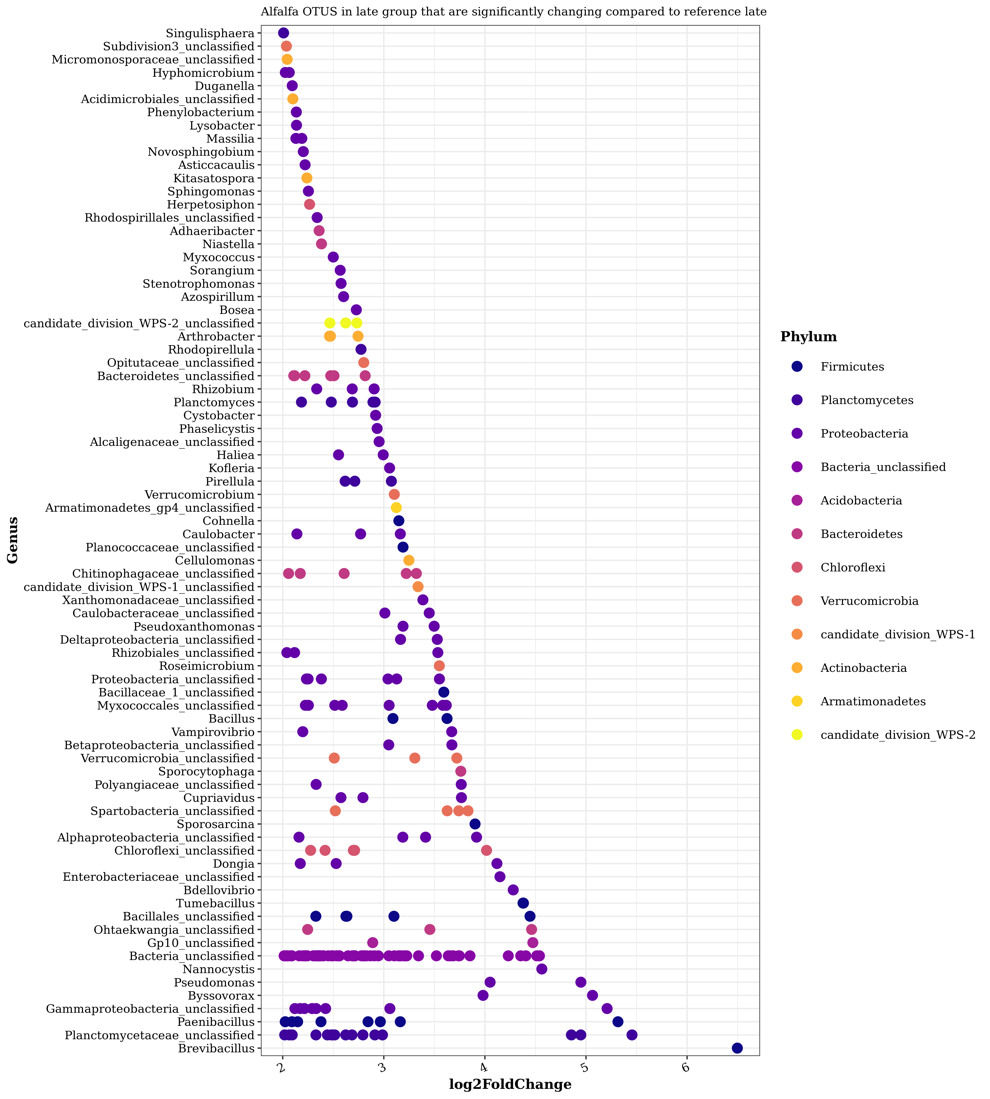 Alfalfa OTUS in late group that are significantly changing compared to reference late
Singulisphaera
Subdivision3_unclassified
Micromonosporaceae_unclassified
Hyphomicrobium
Duganella
Acidimicrobiales_unclassified
Phenylobacterium
Lysobacter
Massilia
Novosphingobium
Asticcacaulis
Kitasatospora
Sphingomonas
Herpetosiphon
Rhodospirillales_unclassified
Adhaeribacter
Niastella
Myxococcus
Sorangium
Stenotrophomonas
Azospirillum
Bosea
candidate_division_WPS-2_unclassified
Arthrobacter
Rhodopirellula
Opitutaceae_unclassified
Bacteroidetes_unclassified
Rhizobium
Planctomyces
Cystobacter
Phaselicystis
Alcaligenaceae_unclassified
Haliea
Kofleria
Pirellula
Verrucomicrobium
Armatimonadetes_gp4_unclassified
Cohnella
Caulobacter
Planococcaceae_unclassified
Cellulomonas
Chitinophagaceae_unclassified
candidate_division_WPS-1_unclassified
Xanthomonadaceae_unclassified
Caulobacteraceae_unclassified
Pseudoxanthomonas
Deltaproteobacteria_unclassified
Rhizobiales_unclassified
Roseimicrobium
Proteobacteria_unclassified
Bacillaceae_1_unclassified
Myxococcales_unclassified
Bacillus
Vampirovibrio
Betaproteobacteria_unclassified
Verrucomicrobia_unclassified
Sporocytophaga
Polyangiaceae_unclassified
Cupriavidus
Spartobacteria_unclassified
Sporosarcina
Alphaproteobacteria_unclassified
Chloroflexi_unclassified
Dongia
Enterobacteriaceae_unclassified
Bdellovibrio
Tumebacillus
Bacillales_unclassified
Ohtaekwangia_unclassified
Gp10_unclassified
Bacteria_unclassified
Nannocystis
Pseudomonas
Byssovorax
Gammaproteobacteria_unclassified
Paenibacillus
Planctomycetaceae_unclassified
Brevibacillus
Genus
2
3
4
5
6
log2FoldChange
Phylum
Firmicutes
Planctomycetes
Proteobacteria
Bacteria_unclassified
Acidobacteria
Bacteroidetes
Chloroflexi
Verrucomicrobia
candidate_division_WPS-1
Actinobacteria
Armatimonadetes
candidate_division_WPS-2